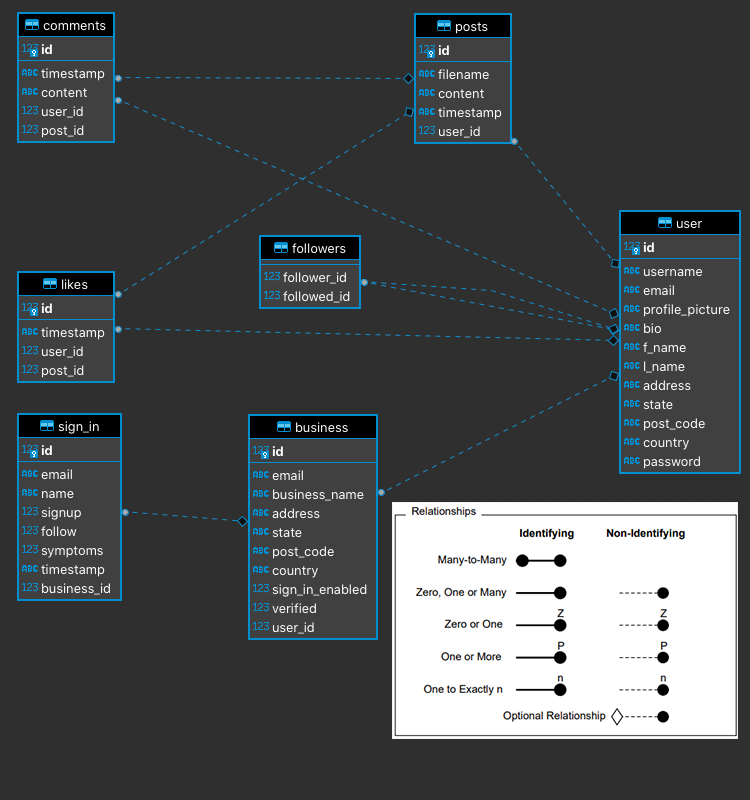 comments
123 id
ABC timestamp
ABC content
123 user_id
123 post_id
posts
123 id
ABC filename
ABC content
ABC timestamp
123 user_id
user
123 id
ABC username
ABC email
ABC profile_picture
ABC bio
ABC f_name
ABC l_name
ABC address
ABC state
ABC post_code
ABC country
ABC password
followers
123 follower_id
123 followed_id
likes
123 id
ABC timestamp
123 user_id
123 post_id
sign_in
123 id
ABC email
ABC name
123 signup
123 follow
123 symptoms
ABC timestamp
123 business_id
business
123 id
ABC email
ABC business_name
ABC address
ABC state
ABC post_code
ABC country
123 sign_in_enabled
123 verified
123 user_id
Relationships
Identifying Non-Identifying
Many-to-Many
Zero, One or Many
Z Z
Zero or One
P P
One or More
n n
One to Exactly n
Optional Relationship